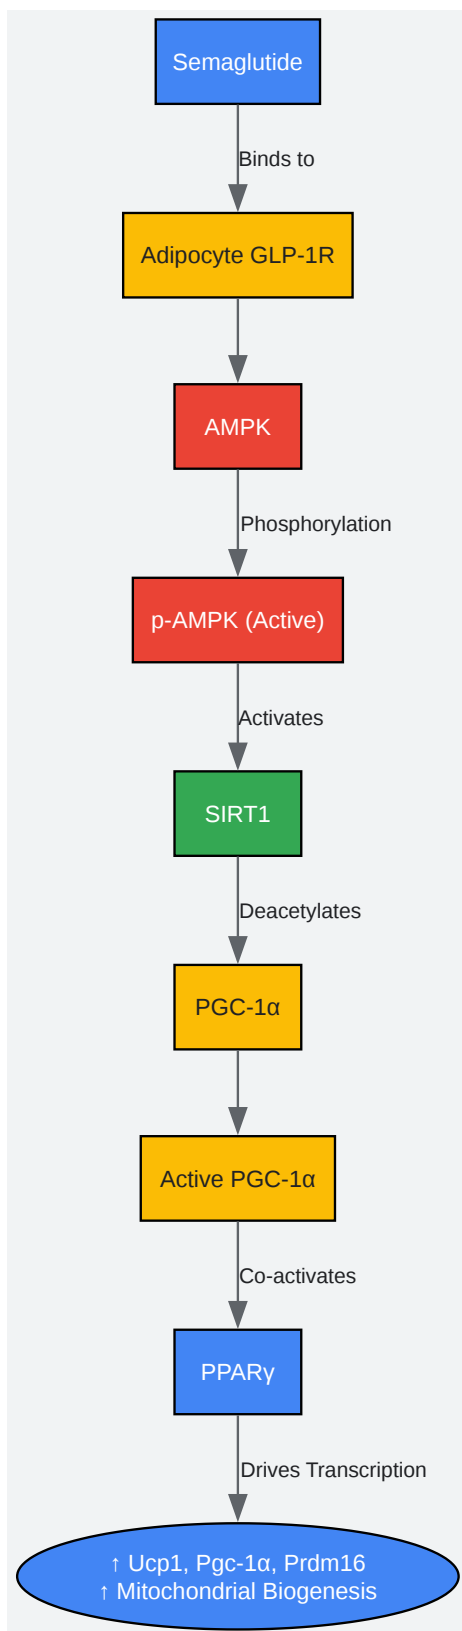 Semaglutide
Binds to
Adipocyte GLP-1R
AMPK
Phosphorylation
p-AMPK (Active)
Activates
SIRT1
Deacetylates
PGC-1α
Active PGC-1α
Co-activates
PPARγ
Drives Transcription
↑ Ucp1, Pgc-1α, Prdm16
↑ Mitochondrial Biogenesis